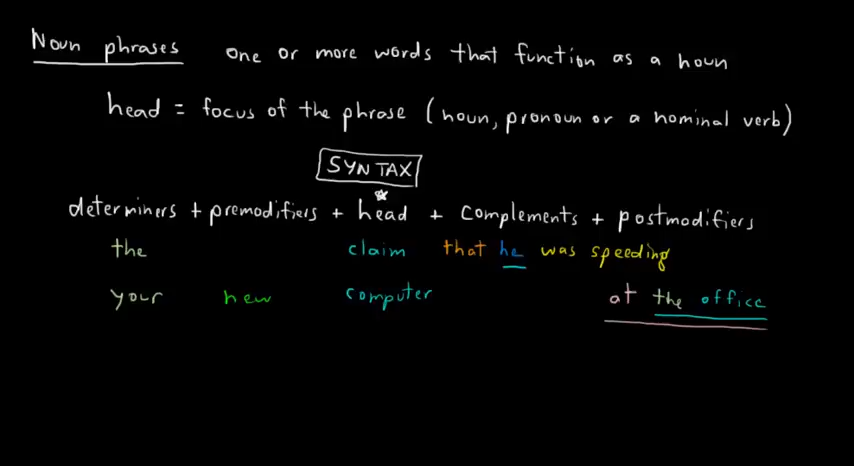 Noun phrases one or more words that function as a noun
head = focus of the phrase (noun, pronoun or a nominal verb)
SYNTAX
determiners + premodifiers + head + complements + postmodifiers
the claim that he was speeding
your new computer at the office